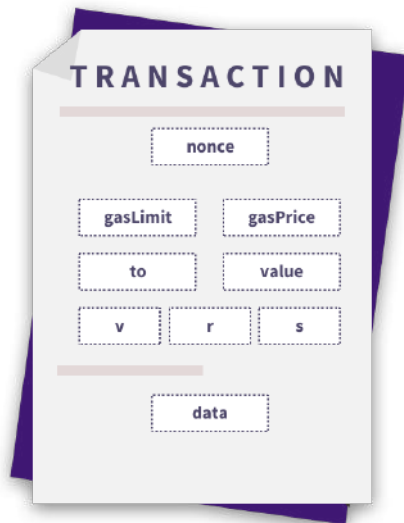 TRANSACTION
nonce
gasLimit gasPrice
to value
v r s
data